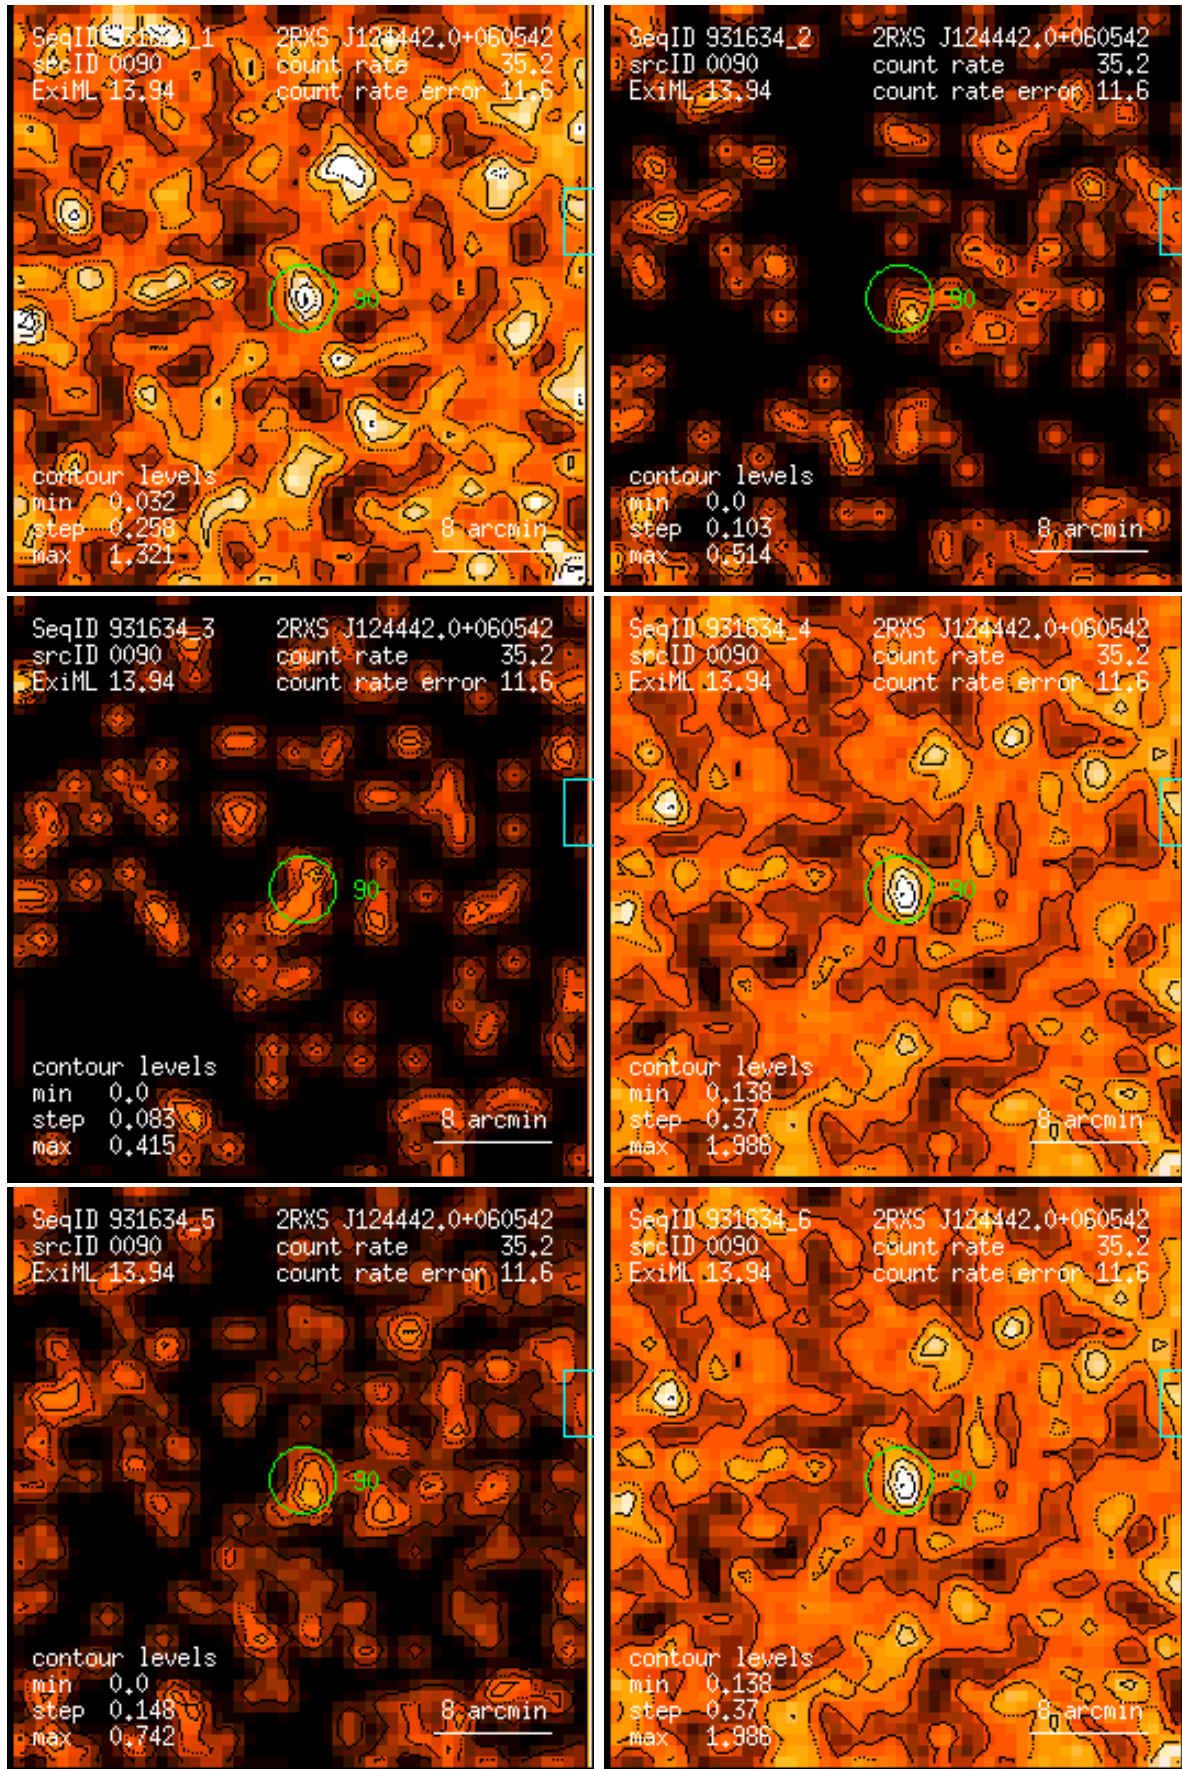 SeqID 931634_1 2RXS J124442.0+060542
srcID 0090 count rate 35.2
ExiML 13.94 count rate error 11.6
90
contour levels
min 0.032
step 0.258 8 arcmin
max 1.321
SeqID 931634_2 2RXS J124442.0+060542
srcID 0090 count rate 35.2
ExiML 13.94 count rate error 11.6
90
contour levels
min 0.0
step 0.103 8 arcmin
max 0.514
SeqID 931634_3 2RXS J124442.0+060542
srcID 0090 count rate 35.2
ExiML 13.94 count rate error 11.6
90
contour levels
min 0.0
step 0.083 8 arcmin
max 0.415
SeqID 931634_4 2RXS J124442.0+060542
srcID 0090 count rate 35.2
ExiML 13.94 count rate error 11.6
90
contour levels
min 0.138
step 0.37 8 arcmin
max 1.986
SeqID 931634_5 2RXS J124442.0+060542
srcID 0090 count rate 35.2
ExiML 13.94 count rate error 11.6
90
contour levels
min 0.0
step 0.148 8 arcmin
max 0.742
SeqID 931634_6 2RXS J124442.0+060542
srcID 0090 count rate 35.2
ExiML 13.94 count rate error 11.6
90
contour levels
min 0.138
step 0.37 8 arcmin
max 1.986